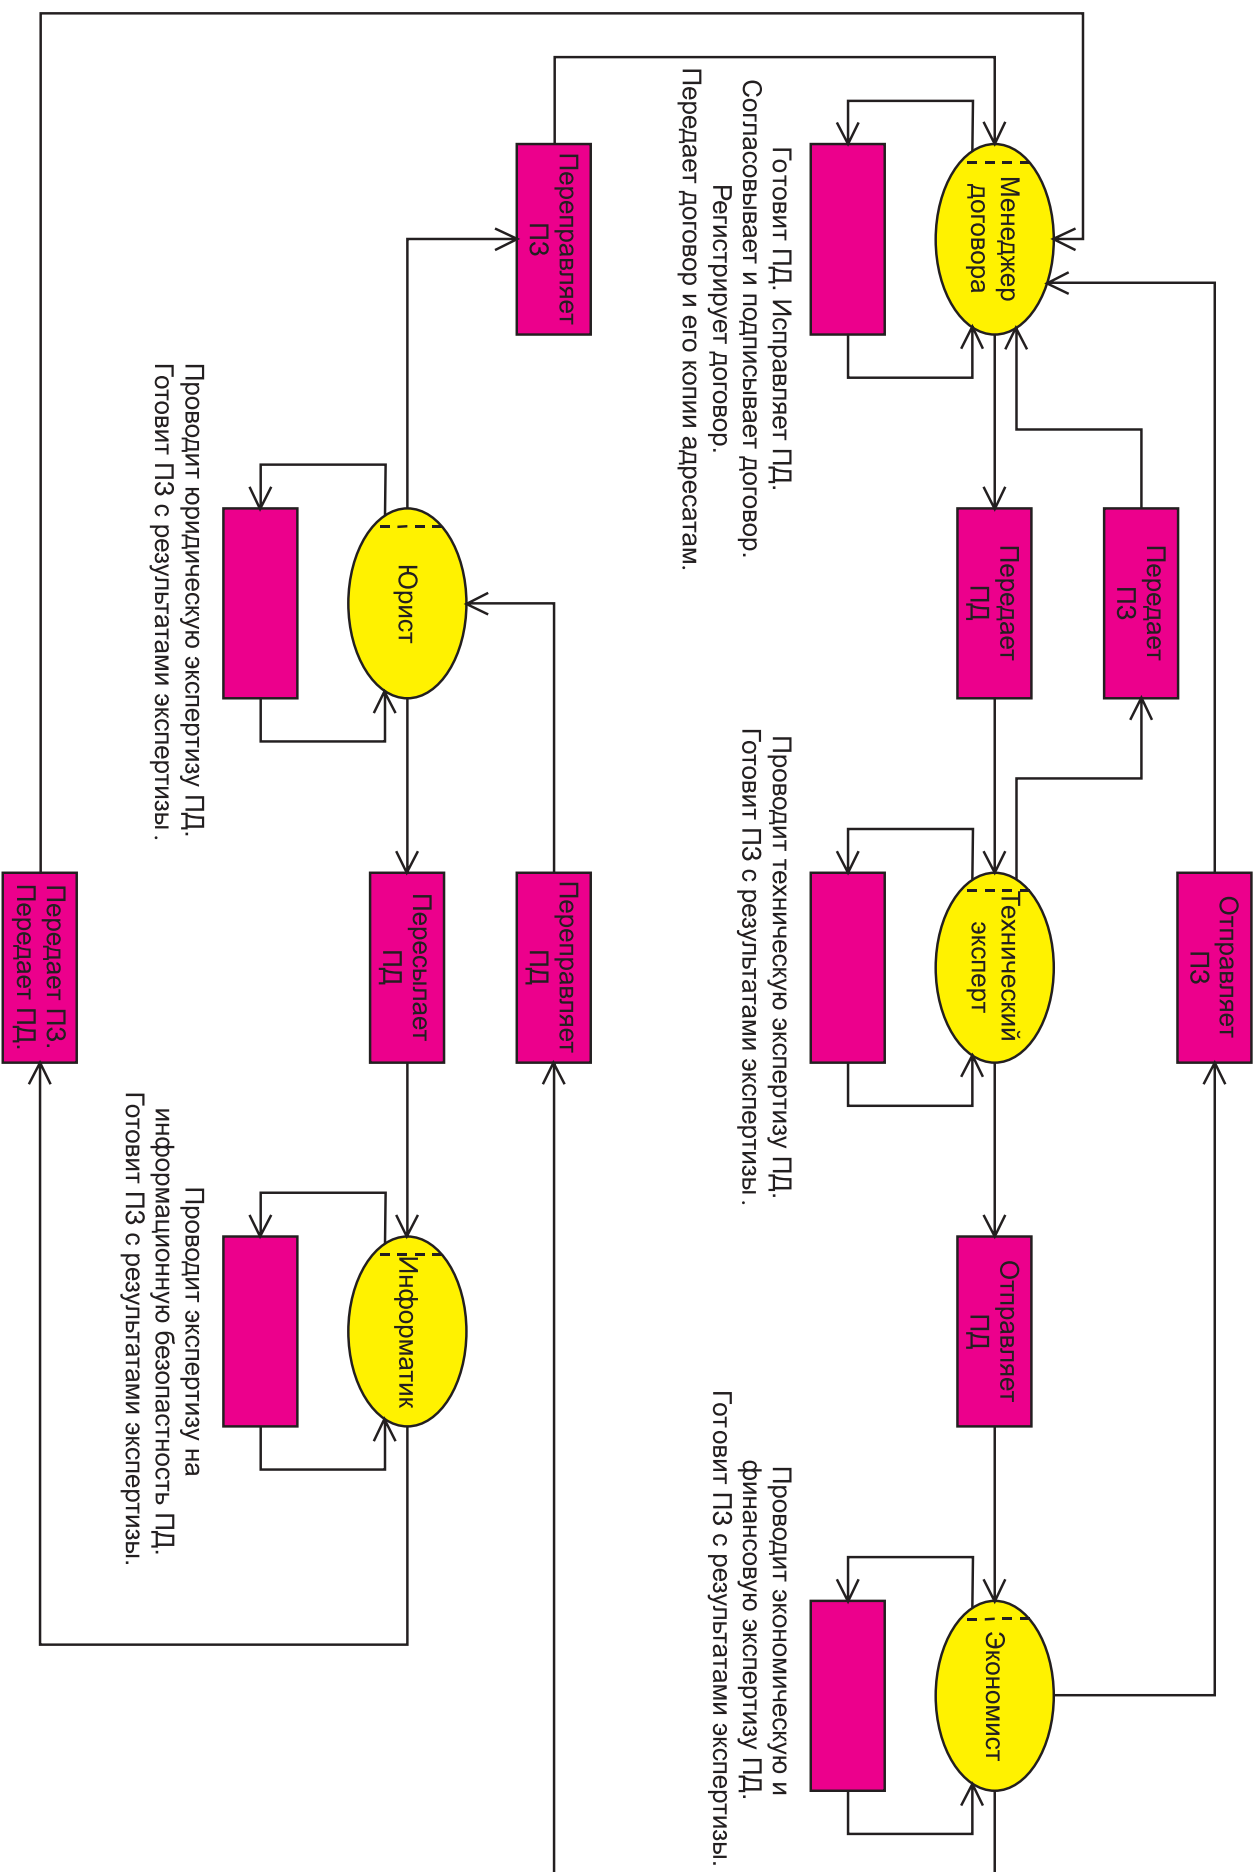 Отправляет
ПЗ
Передает
ПЗ
Менеджер
договора
Передает
ПД
Технический
эксперт
Отправляет
ПД
Экономист
Готовит ПД. Исправляет ПД.
Согласовывает и подписывает договор.
Регистрирует договор.
Передает договор и его копии адресатам.
Проводит техническую экспертизу ПД.
Готовит ПЗ с результатами экспертизы.
Проводит экономическую и
финансовую экспертизу ПД.
Готовит ПЗ с результатами экспертизы.
Переправляет
ПЗ
Переправляет
ПД
Юрист
Пересылает
ПД
Информатик
Проводит юридическую экспертизу ПД.
Готовит ПЗ с результатами экспертизы.
Проводит экспертизу на
информационную безопастность ПД.
Готовит ПЗ с результатами экспертизы.
Передает ПЗ.
Передает ПД.